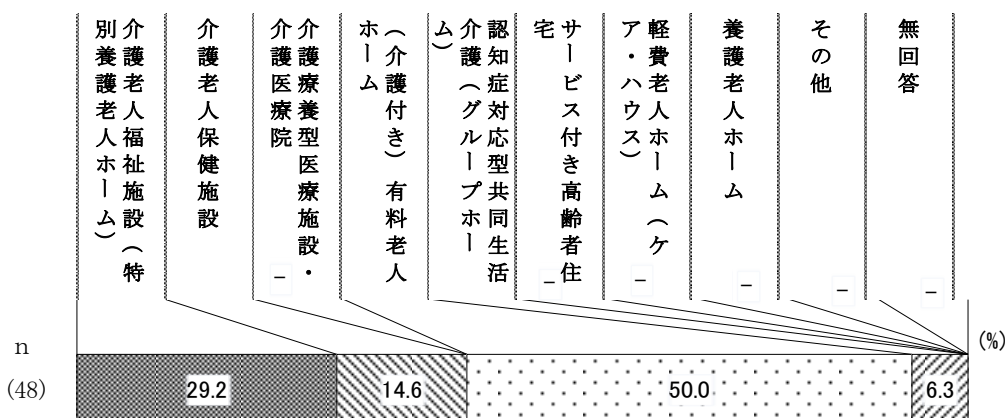 介護老人福祉施設（特
別養護老人ホーム）
介護老人保健施設
介護療養型医療施設・
介護医療院
－
（介護付き）有料老人
ホーム
認知症対応型共同生活
介護（グループホー
ム）
サービス付き高齢者住
宅
－
軽費老人ホーム（ケ
ア・ハウス）
－
養護老人ホーム
－
その他
－
無回答
－
(%)
n
(48)
29.2
14.6
50.0
6.3